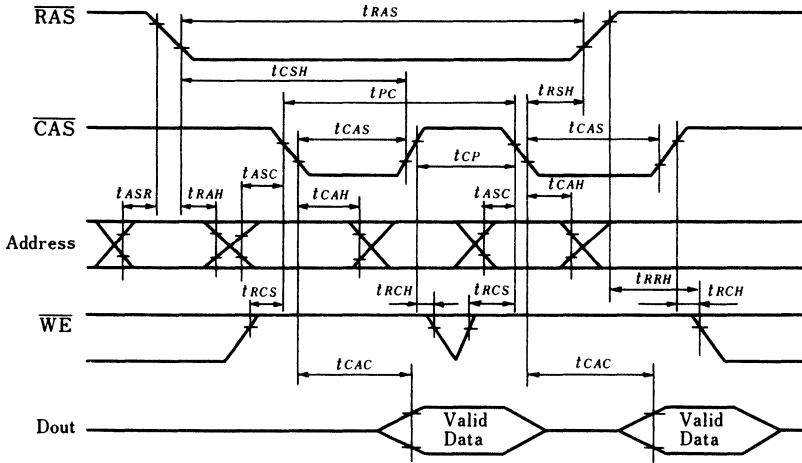 RAS
tRAS
tCSH
tPC
tRSH
CAS
tCAS
tCAS
tCP
tASC
tASR
tRAH
tCAH
tASC
tCAH
Address
tRCS
tRCH
tRCS
tRRH
tRCH
WE
tCAC
tCAC
Dout
Valid
Data
Valid
Data